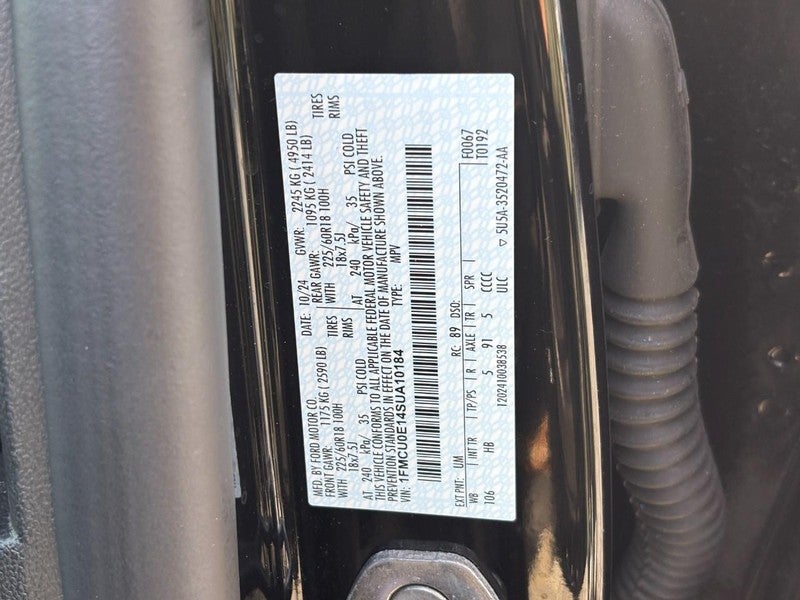 MFD. BY FORD MOTOR CO. DATE: 10/24 GVWR: 2245 KG ( 4950 LB)
FRONT GAWR: 1175 KG ( 2590 LB) REAR GAWR: 1095 KG ( 2414 LB)
WITH 225/60R18 100H TIRES WITH 225/60R18 100H TIRES
18x7.5J RIMS 18x7.5J RIMS
AT 240 kPa/ 35 PSI COLD AT 240 kPa/ 35 PSI COLD
THIS VEHICLE CONFORMS TO ALL APPLICABLE FEDERAL MOTOR VEHICLE SAFETY AND THEFT
PREVENTION STANDARDS IN EFFECT ON THE DATE OF MANUFACTURE SHOWN ABOVE.
VIN: 1FMCU0E14SUA10184 TYPE: MPV
EXT PNT: UM RC: 89 DSO: F0067
WB INT TR TP/PS R AXLE TR SPR T0192
106 HB 5 91 5 CCCC
1202410038538 ULC ▽ 5U5A-3520472-AA